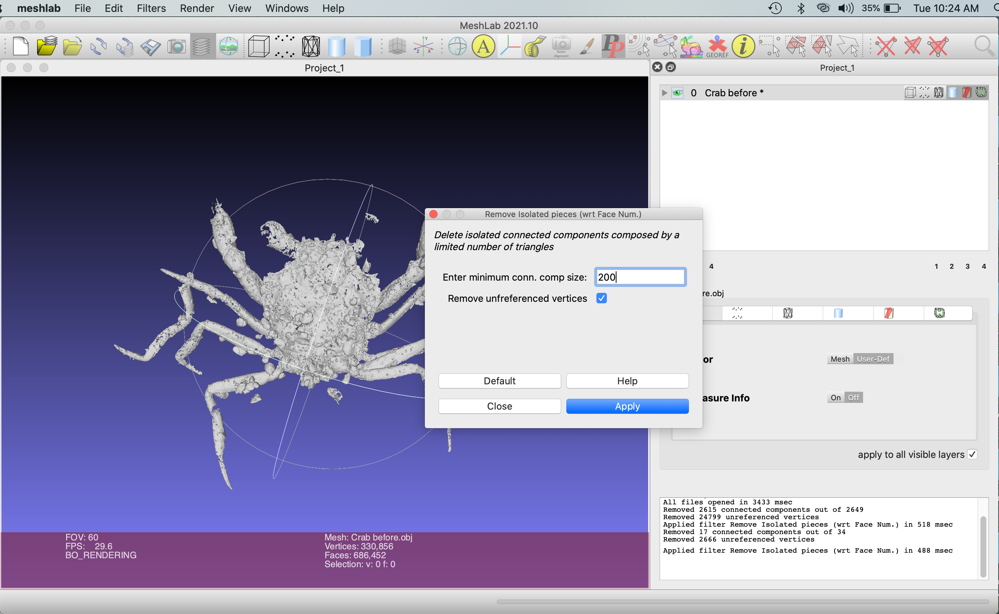 meshlab File Edit Filters Render View Windows Help 35% Tue 10:24 AM
MeshLab 2021.10
A Y Z X Raster Alignment PP GEOREF i
Project_1
Project_1
0 Crab before *
Remove Isolated pieces (wrt Face Num.)
Delete isolated connected components composed by a
limited number of triangles
Enter minimum conn. comp size: 200
Remove unfreferenced vertices
Default Help
Close Apply
4 1 2 3 4
re.obj
or Mesh User-Def
asure Info On Off
apply to all visible layers
All files opened in 3433 msec
Removed 2615 connected components out of 2649
Removed 24799 unreferenced vertices
Applied filter Remove Isolated pieces (wrt Face Num.) in 518 msec
Removed 17 connected components out of 34
Removed 2666 unreferenced vertices
Applied filter Remove Isolated pieces (wrt Face Num.) in 488 msec
FOV: 60
FPS: 29.6
BO_RENDERING
Mesh: Crab before.obj
Vertices: 330,856
Faces: 686,452
Selection: v: 0 f: 0